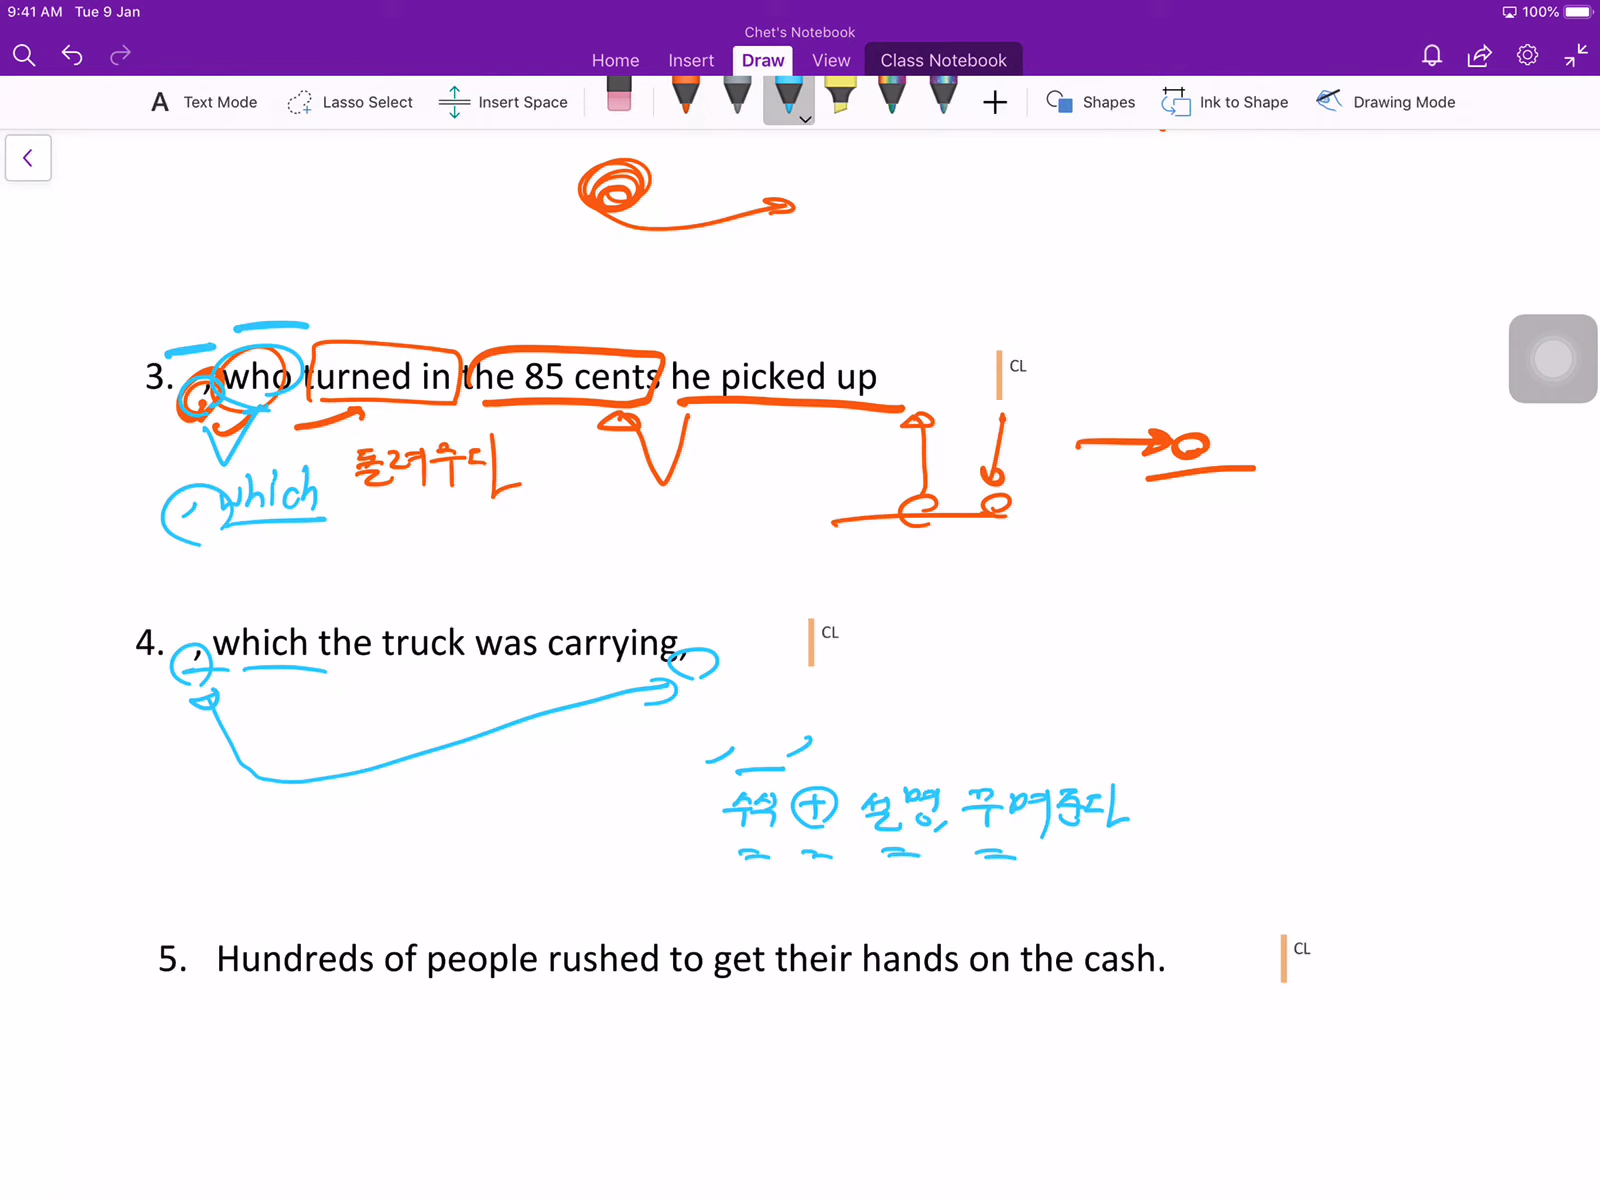 9:41 AM Tue 9 Jan
100%
Chet's Notebook
Home Insert Draw View Class Notebook
A Text Mode Lasso Select Insert Space Shapes Ink to Shape Drawing Mode
3. , who turned in the 85 cents he picked up
CL
돌려주다
, which
4. , which the truck was carrying,
CL
, ,
수식 + 설명, 꾸며준다
5. Hundreds of people rushed to get their hands on the cash.
CL